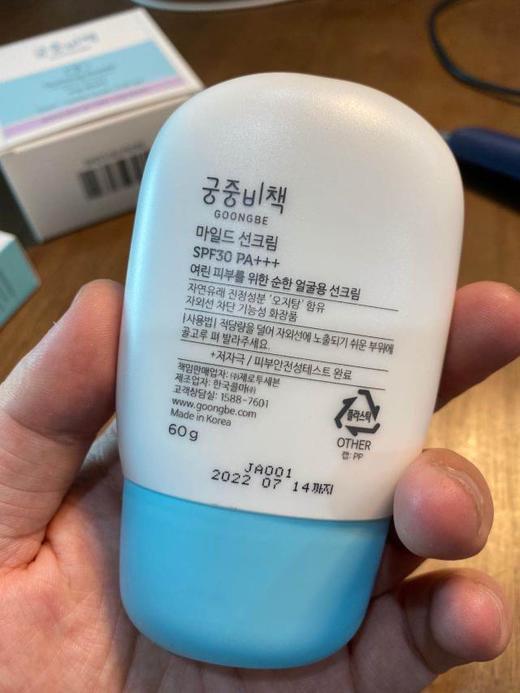 궁중비책
궁중비책
GOONGBE
마일드 선크림
SPF30 PA+++
여린 피부를 위한 순한 얼굴용 선크림
자연유래 진정성분 '오지탕' 함유
자외선 차단 기능성 화장품
|사용법| 적당량을 덜어 자외선에 노출되기 쉬운 부위에
골고루 펴 발라주세요.
+저자극 / 피부안전성테스트 완료
책임판매업자: ㈜제로투세븐
제조업자: 한국콜마㈜
고객상담실: 1588-7601
www.goongbe.com
Made in Korea
60g
플라스틱
OTHER
캡: PP
JA001
2022 07 14까지